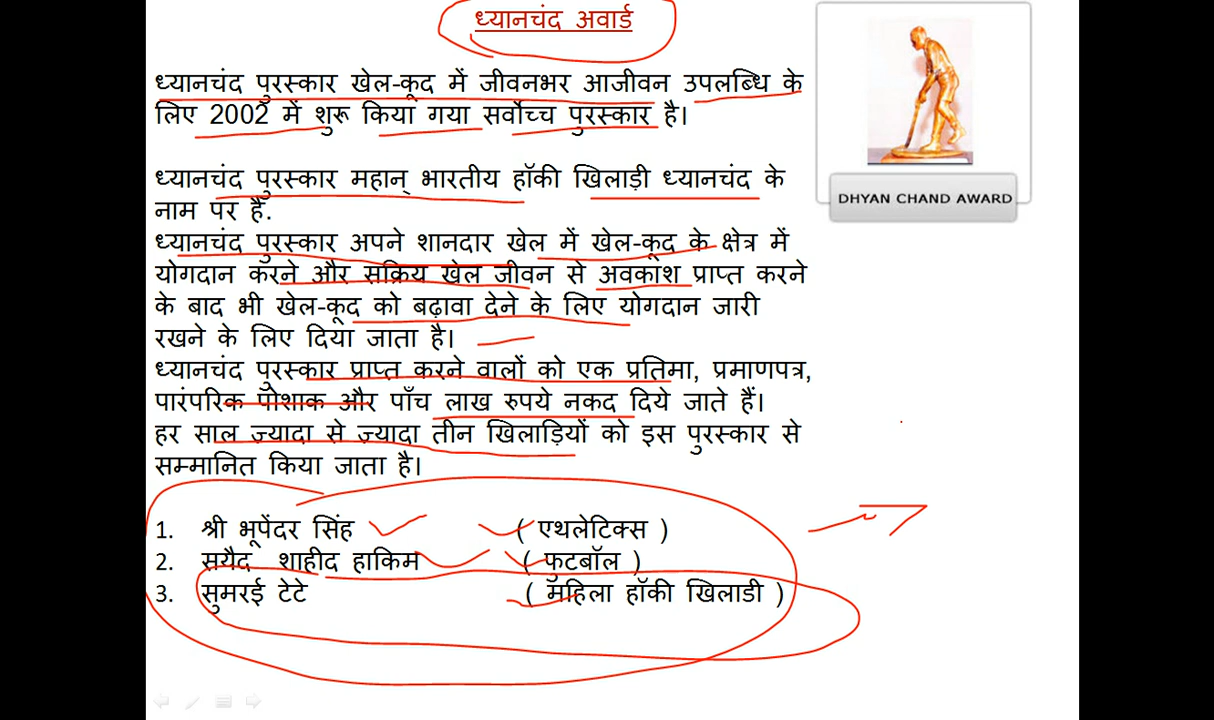 ध्यानचंद अवार्ड
ध्यानचंद पुरस्कार खेल-कूद में जीवनभर आजीवन उपलब्धि के
लिए 2002 में शुरू किया गया सर्वोच्च पुरस्कार है।
DHYAN CHAND AWARD
ध्यानचंद पुरस्कार महान् भारतीय हॉकी खिलाड़ी ध्यानचंद के
नाम पर है.
ध्यानचंद पुरस्कार अपने शानदार खेल में खेल-कूद के क्षेत्र में
योगदान करने और सक्रिय खेल जीवन से अवकाश प्राप्त करने
के बाद भी खेल-कूद को बढ़ावा देने के लिए योगदान जारी
रखने के लिए दिया जाता है।
ध्यानचंद पुरस्कार प्राप्त करने वालों को एक प्रतिमा, प्रमाणपत्र,
पारंपरिक पोशाक और पाँच लाख रुपये नकद दिये जाते हैं।
हर साल ज़्यादा से ज़्यादा तीन खिलाड़ियों को इस पुरस्कार से
सम्मानित किया जाता है।
1. श्री भूपेंदर सिंह ( एथलेटिक्स )
2. सयैद शाहीद हाकिम ( फुटबॉल )
3. सुमरई टेटे ( महिला हॉकी खिलाडी )